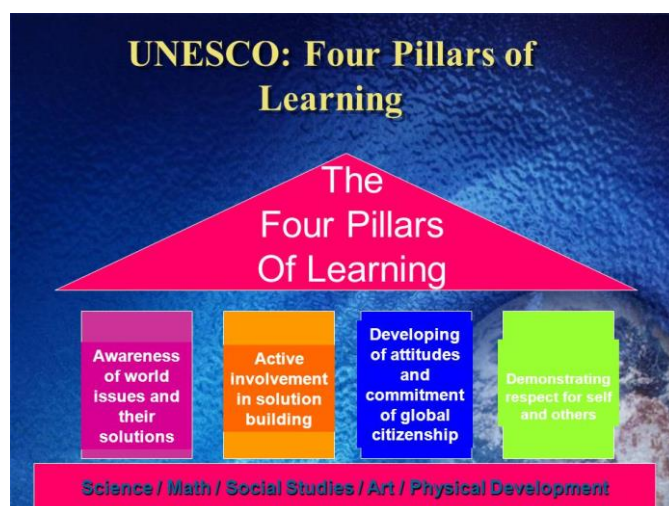 UNESCO: Four Pillars of
Learning
The
Four Pillars
Of Learning
Awareness
of world
issues and
their
solutions
Active
involvement
in solution
building
Developing
of attitudes
and
commitment
of global
citizenship
Demonstrating
respect for self
and others
Science / Math / Social Studies / Art / Physical Development